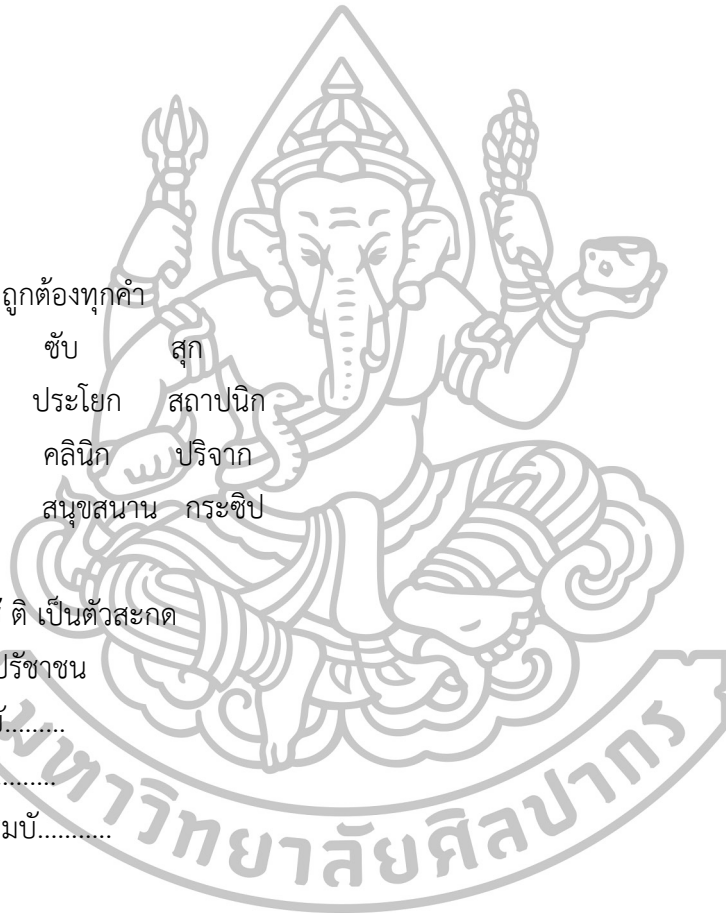 ถูกต้องทุกคำ
ซับ สุก
ประโยก สถาปนิก
คลินิก ปริจาก
สนุขสนาน กระซิป
ติ เป็นตัวสะกด
ปรัชาชน
.........
.........
มบั...........
มหาวิทยาลัยศิลปากร